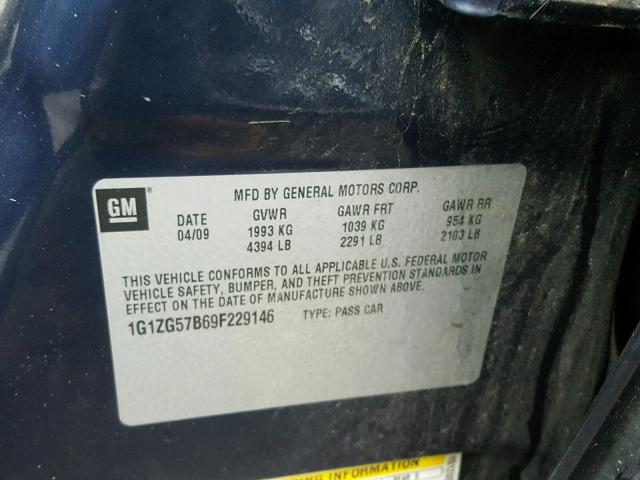 GM
MFD BY GENERAL MOTORS CORP.
DATE GVWR GAWR FRT GAWR RR
04/09 1993 KG 1039 KG 954 KG
4394 LB 2291 LB 2103 LB
THIS VEHICLE CONFORMS TO ALL APPLICABLE U.S. FEDERAL MOTOR
VEHICLE SAFETY, BUMPER, AND THEFT PREVENTION STANDARDS IN
EFFECT ON THE DATE OF MANUFACTURE SHOWN ABOVE.
1G1ZG57B69F229146 TYPE: PASS CAR
INFORMATION